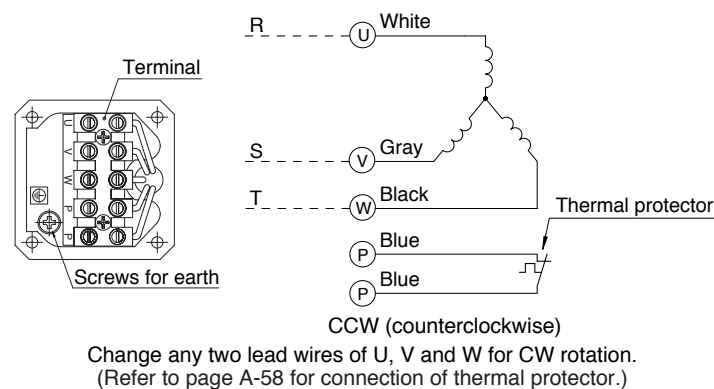 Terminal
U
V
W
P
P
Screws for earth
R
U White
S
V Gray
T
W Black
P Blue
P Blue
Thermal protector
CCW (counterclockwise)
Change any two lead wires of U, V and W for CW rotation.
(Refer to page A-58 for connection of thermal protector.)